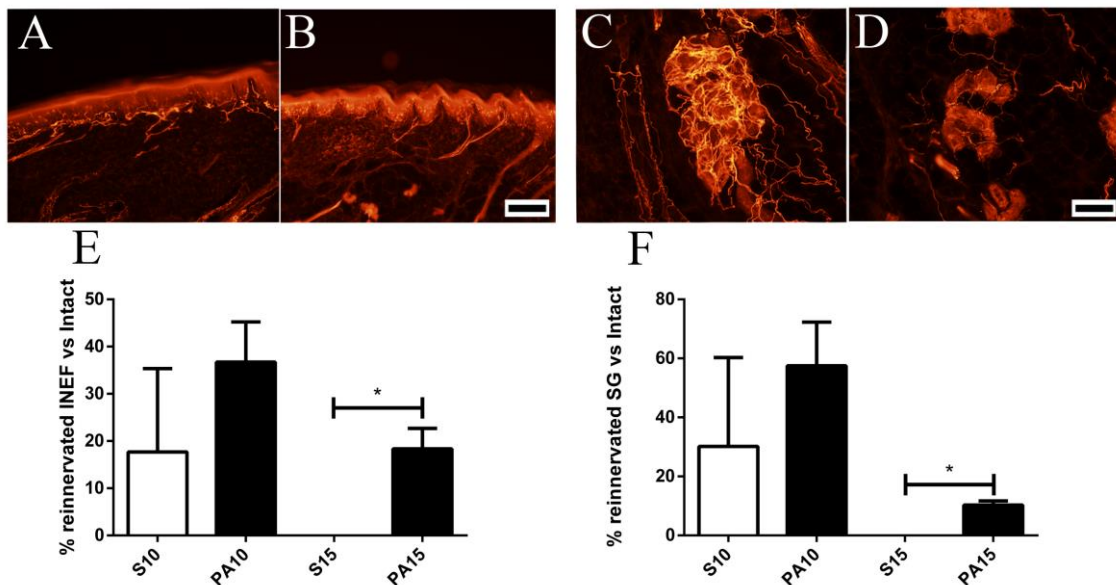 A
B
C
D
E
% reinnervated INEF vs Intact
50
40
30
20
10
0
*
S10
PA10
S15
PA15
F
% reinnervated SG vs Intact
80
60
40
20
0
*
S10
PA10
S15
PA15